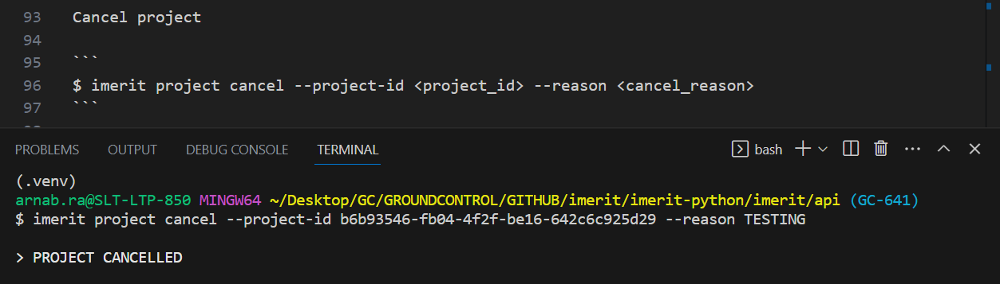 93 Cancel project
94
95 ```
96 $ imerit project cancel --project-id <project_id> --reason <cancel_reason>
97 ```
PROBLEMS OUTPUT DEBUG CONSOLE TERMINAL bash
(.venv)
arnab.ra@SLT-LTP-850 MINGW64 ~/Desktop/GC/GROUNDCONTROL/GITHUB/imerit/imerit-python/imerit/api (GC-641)
$ imerit project cancel --project-id b6b93546-fb04-4f2f-be16-642c6c925d29 --reason TESTING
> PROJECT CANCELLED